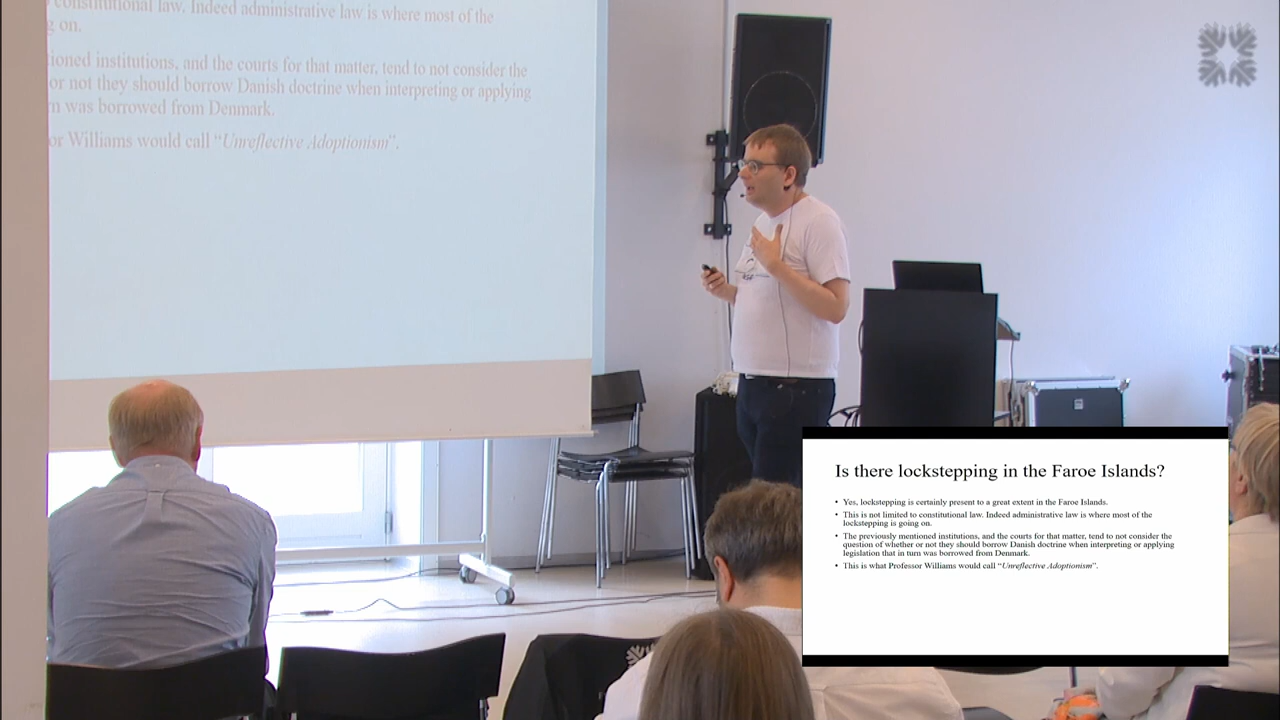 constitutional law. Indeed administrative law is where most of the
g on.
tioned institutions, and the courts for that matter, tend to not consider the
or not they should borrow Danish doctrine when interpreting or applying
rn was borrowed from Denmark.
or Williams would call “Unreflective Adoptionism”.
Is there lockstepping in the Faroe Islands?
• Yes, lockstepping is certainly present to a great extent in the Faroe Islands.
• This is not limited to constitutional law. Indeed administrative law is where most of the
lockstepping is going on.
• The previously mentioned institutions, and the courts for that matter, tend to not consider the
question of whether or not they should borrow Danish doctrine when interpreting or applying
legislation that in turn was borrowed from Denmark.
• This is what Professor Williams would call “Unreflective Adoptionism”.